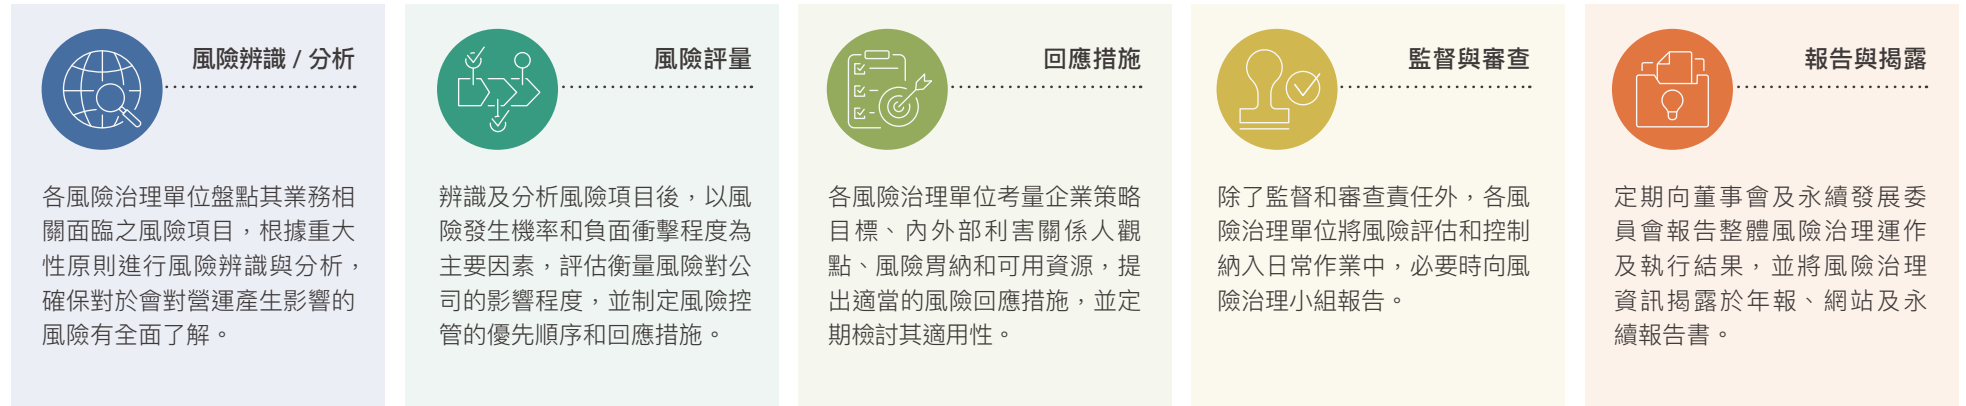 風險辨識 / 分析
各風險治理單位盤點其業務相
關面臨之風險項目，根據重大
性原則進行風險辨識與分析，
確保對於會對營運產生影響的
風險有全面了解。
風險評量
辨識及分析風險項目後，以風
險發生機率和負面衝擊程度為
主要因素，評估衡量風險對公
司的影響程度，並制定風險控
管的優先順序和回應措施。
回應措施
各風險治理單位考量企業策略
目標、內外部利害關係人觀
點、風險胃納和可用資源，提
出適當的風險回應措施，並定
期檢討其適用性。
監督與審查
除了監督和審查責任外，各風
險治理單位將風險評估和控制
納入日常作業中，必要時向風
險治理小組報告。
報告與揭露
定期向董事會及永續發展委
員會報告整體風險治理運作
及執行結果，並將風險治理
資訊揭露於年報、網站及永
續報告書。